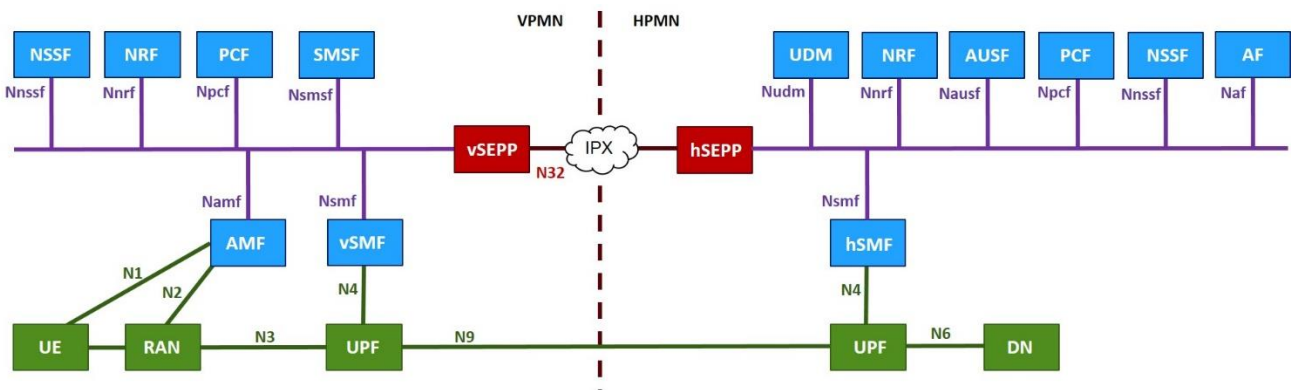 VPMN
HPMN
NSSF
NRF
PCF
SMSF
UDM
NRF
AUSF
PCF
NSSF
AF
Nnssf
Nnrf
Npcf
Nsmsf
Nudm
Nnrf
Nausf
Npcf
Nnssf
Naf
vSEPP
IPX
hSEPP
N32
Namf
Nsmf
Nsmf
AMF
vSMF
hSMF
N1
N2
N4
N4
UE
RAN
N3
UPF
N9
UPF
N6
DN